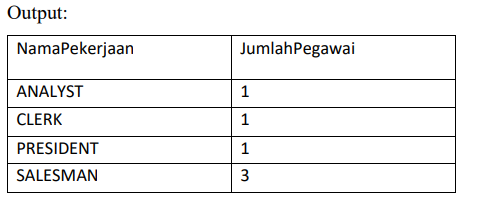 Output:
NamaPekerjaan JumlahPegawai
ANALYST 1
CLERK 1
PRESIDENT 1
SALESMAN 3